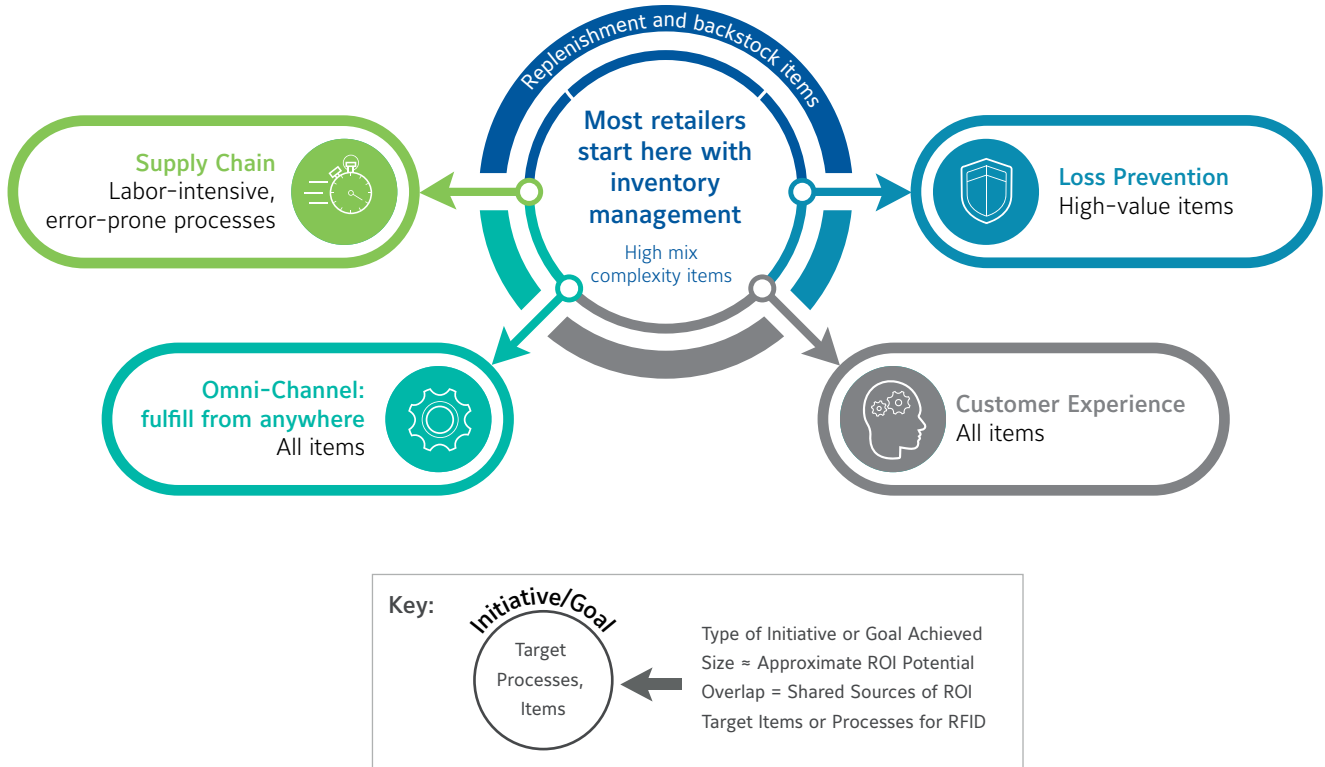 Replenishment and backstock items
Most retailers
start here with
inventory
management
High mix
complexity items
Supply Chain
Labor-intensive,
error-prone processes
Loss Prevention
High-value items
Omni-Channel:
fulfill from anywhere
All items
Customer Experience
All items
Key:
Initiative/Goal
Target
Processes,
Items
Type of Initiative or Goal Achieved
Size ≈ Approximate ROI Potential
Overlap = Shared Sources of ROI
Target Items or Processes for RFID